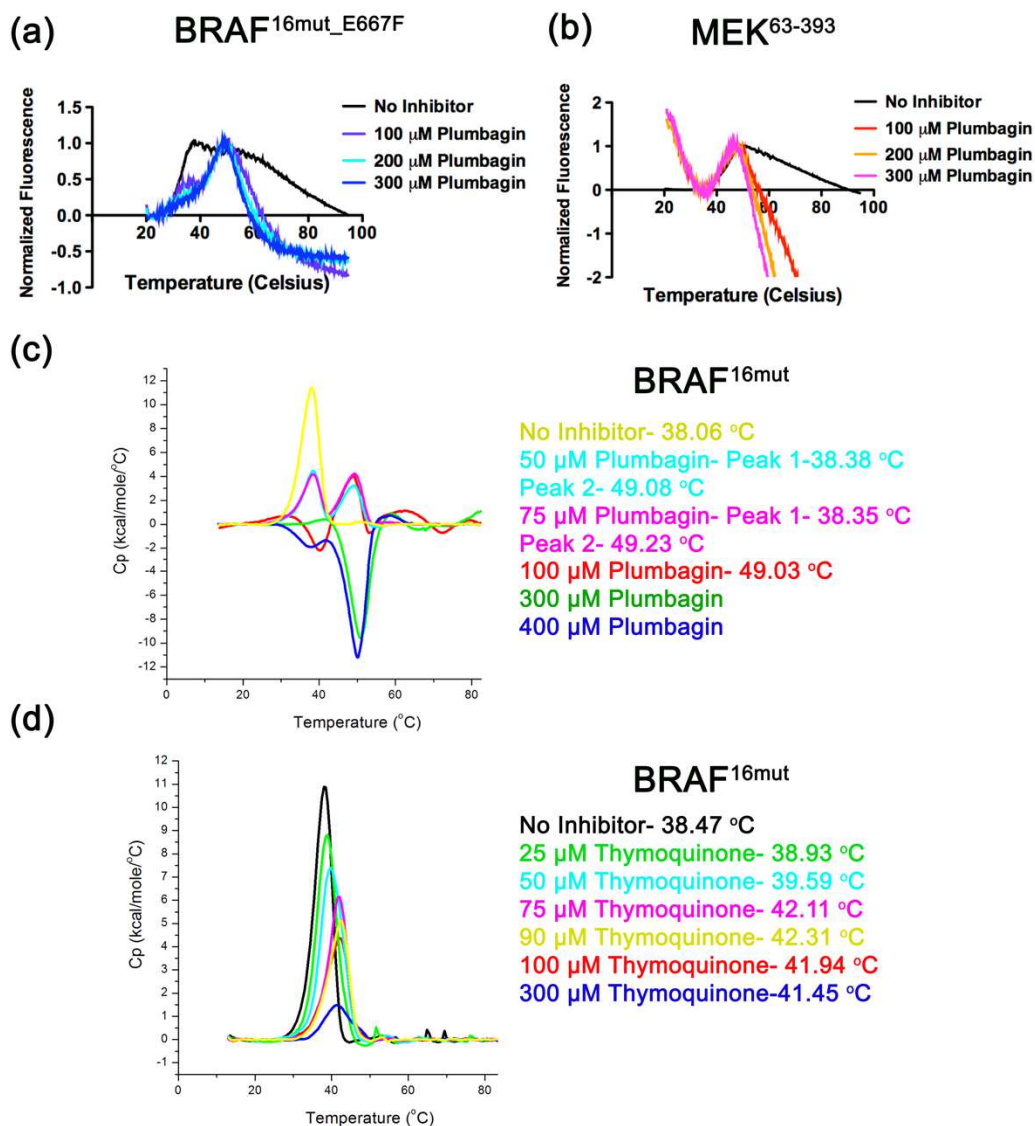 (a)
BRAF16mut_E667F
Normalized Fluorescence
1.5
1.0
0.5
0.0
-0.5
-1.0
20
40
60
80
100
Temperature (Celsius)
No Inhibitor
100 μM Plumbagin
200 μM Plumbagin
300 μM Plumbagin
(b)
MEK63-393
Normalized Fluorescence
2
1
0
-1
-2
20
40
60
80
100
Temperature (Celsius)
No Inhibitor
100 μM Plumbagin
200 μM Plumbagin
300 μM Plumbagin
(c)
Cp (kcal/mole/°C)
12
11
10
9
8
7
6
5
4
3
2
1
0
-2
-4
-6
-8
-10
-12
0
20
40
60
80
Temperature (°C)
BRAF16mut
No Inhibitor- 38.06 °C
50 µM Plumbagin- Peak 1-38.38 °C
Peak 2- 49.08 °C
75 µM Plumbagin- Peak 1- 38.35 °C
Peak 2- 49.23 °C
100 µM Plumbagin- 49.03 °C
300 µM Plumbagin
400 µM Plumbagin
(d)
Cp (kcal/mole/°C)
12
11
10
9
8
7
6
5
4
3
2
1
0
-1
0
20
40
60
80
Temperature (°C)
BRAF16mut
No Inhibitor- 38.47 °C
25 µM Thymoquinone- 38.93 °C
50 µM Thymoquinone- 39.59 °C
75 µM Thymoquinone- 42.11 °C
90 µM Thymoquinone- 42.31 °C
100 µM Thymoquinone- 41.94 °C
300 µM Thymoquinone-41.45 °C